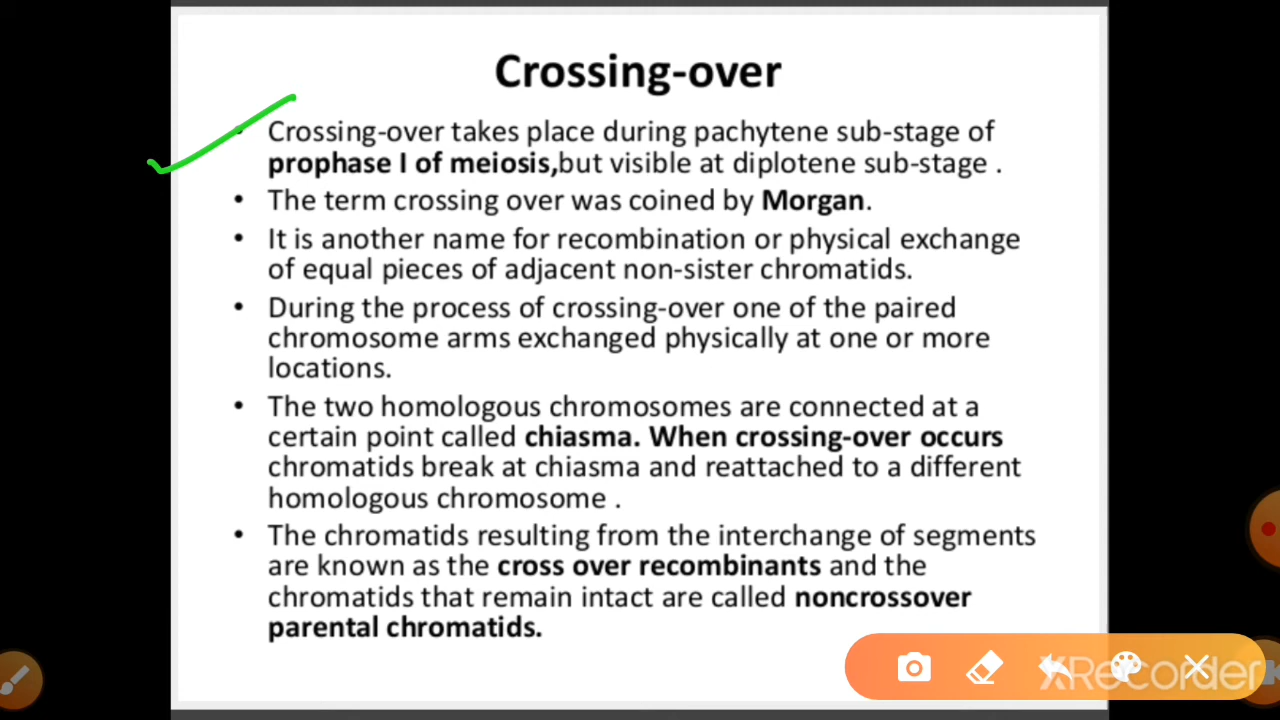 Crossing-over
• Crossing-over takes place during pachytene sub-stage of
prophase I of meiosis,but visible at diplotene sub-stage .
• The term crossing over was coined by Morgan.
• It is another name for recombination or physical exchange
of equal pieces of adjacent non-sister chromatids.
• During the process of crossing-over one of the paired
chromosome arms exchanged physically at one or more
locations.
• The two homologous chromosomes are connected at a
certain point called chiasma. When crossing-over occurs
chromatids break at chiasma and reattached to a different
homologous chromosome .
• The chromatids resulting from the interchange of segments
are known as the cross over recombinants and the
chromatids that remain intact are called noncrossover
parental chromatids.
XRecorder